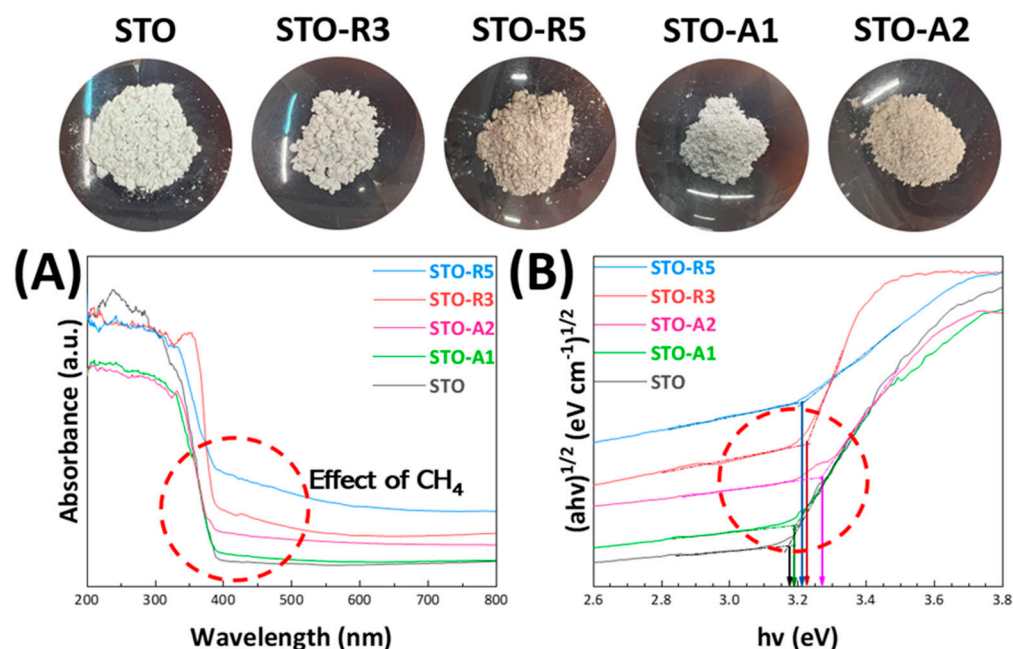 STO STO-R3 STO-R5 STO-A1 STO-A2
(A)
STO-R5
STO-R3
STO-A2
STO-A1
STO
Effect of CH4
Absorbance (a.u.)
200 300 400 500 600 700 800
Wavelength (nm)
(B)
STO-R5
STO-R3
STO-A2
STO-A1
STO
(ahv)1/2 (eV cm-1)1/2
2.6 2.8 3.0 3.2 3.4 3.6 3.8
hv (eV)